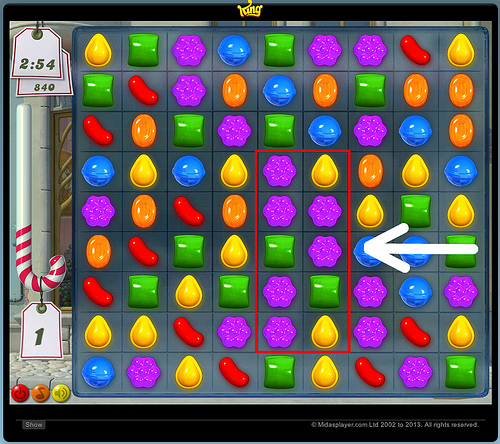 King
2:54
840
1
Show
© Midasplayer.com Ltd 2002 to 2013. All rights reserved.